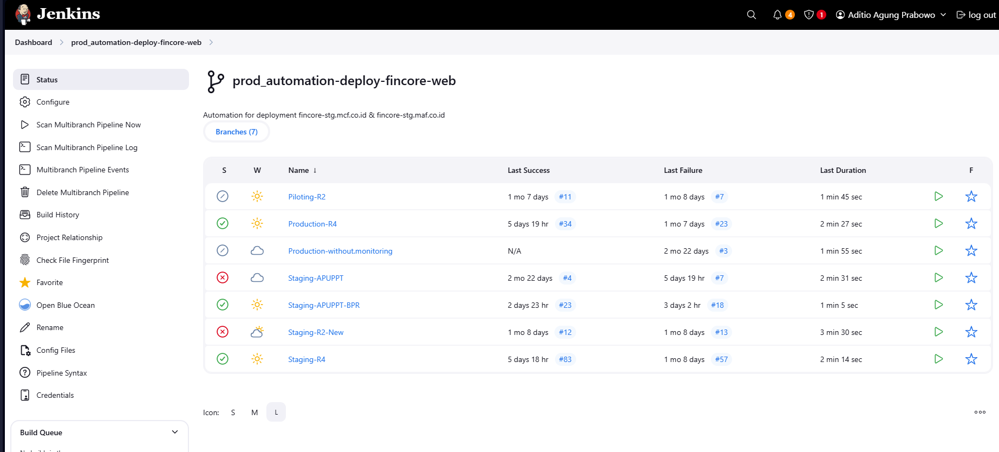 Jenkins
4
1
Aditio Agung Prabowo
log out
Dashboard
prod_automation-deploy-fincore-web
Status
Configure
Scan Multibranch Pipeline Now
Scan Multibranch Pipeline Log
Multibranch Pipeline Events
Delete Multibranch Pipeline
Build History
Project Relationship
Check File Fingerprint
Favorite
Open Blue Ocean
Rename
Config Files
Pipeline Syntax
Credentials
Build Queue
prod_automation-deploy-fincore-web
Automation for deployment fincore-stg.mcf.co.id & fincore-stg.maf.co.id
Branches (7)
S W Name ↓ Last Success Last Failure Last Duration F
Piloting-R2 1 mo 7 days #11 1 mo 8 days #7 1 min 45 sec
Production-R4 5 days 19 hr #34 1 mo 7 days #23 2 min 27 sec
Production-without.monitoring N/A 2 mo 22 days #3 1 min 55 sec
Staging-APUPPT 2 mo 22 days #4 5 days 19 hr #7 2 min 31 sec
Staging-APUPPT-BPR 2 days 23 hr #23 3 days 2 hr #18 1 min 5 sec
Staging-R2-New 1 mo 8 days #12 1 mo 8 days #13 3 min 30 sec
Staging-R4 5 days 18 hr #83 1 mo 8 days #57 2 min 14 sec
Icon: S M L